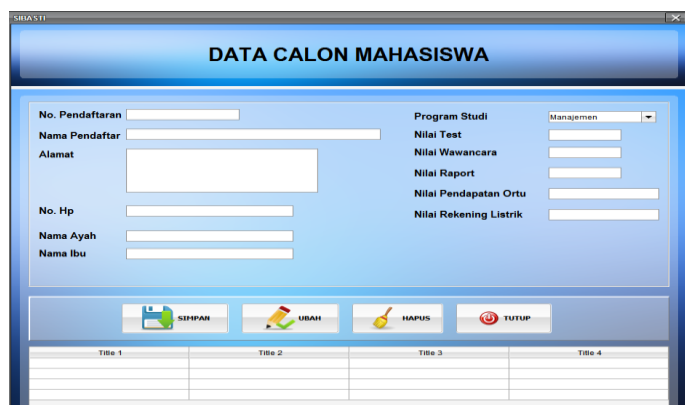 SIBASTI
DATA CALON MAHASISWA
No. Pendaftaran
Nama Pendaftar
Alamat
No. Hp
Nama Ayah
Nama Ibu
Program Studi Manajemen
Nilai Test
Nilai Wawancara
Nilai Raport
Nilai Pendapatan Ortu
Nilai Rekening Listrik
SIMPAN UBAH HAPUS TUTUP
Title 1 Title 2 Title 3 Title 4